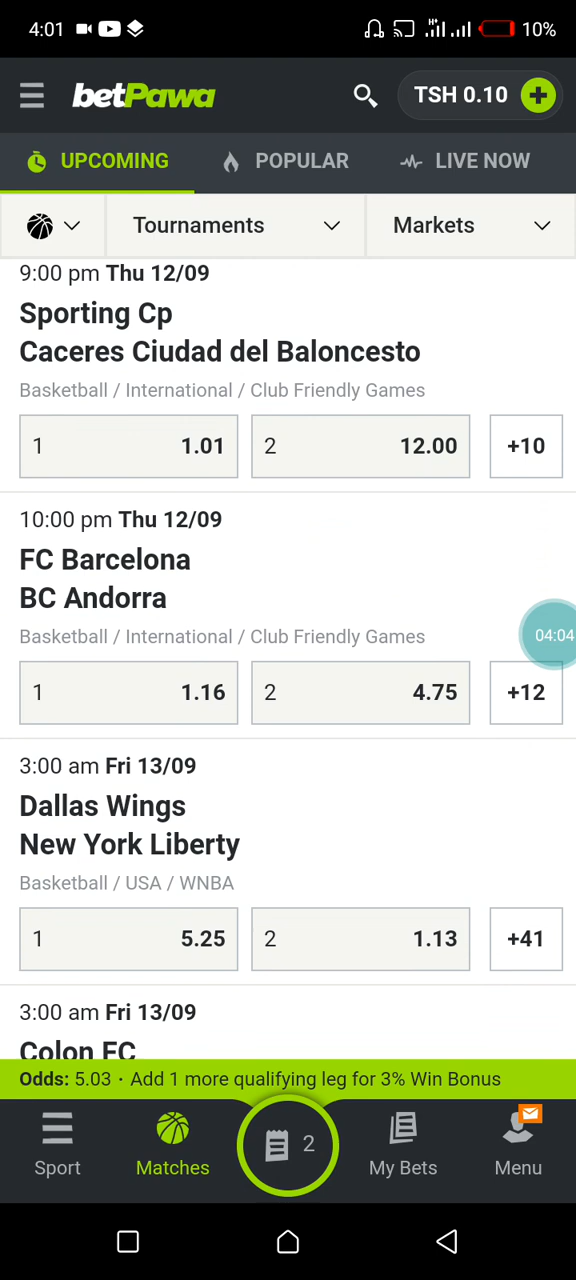 4:01 10%
betPawa TSH 0.10 +
UPCOMING POPULAR LIVE NOW
Tournaments Markets
9:00 pm Thu 12/09
Sporting Cp
Caceres Ciudad del Baloncesto
Basketball / International / Club Friendly Games
1 1.01 2 12.00 +10
10:00 pm Thu 12/09
FC Barcelona
BC Andorra
Basketball / International / Club Friendly Games
04:04
1 1.16 2 4.75 +12
3:00 am Fri 13/09
Dallas Wings
New York Liberty
Basketball / USA / WNBA
1 5.25 2 1.13 +41
3:00 am Fri 13/09
Colon FC
Odds: 5.03 · Add 1 more qualifying leg for 3% Win Bonus
2
Sport Matches My Bets Menu